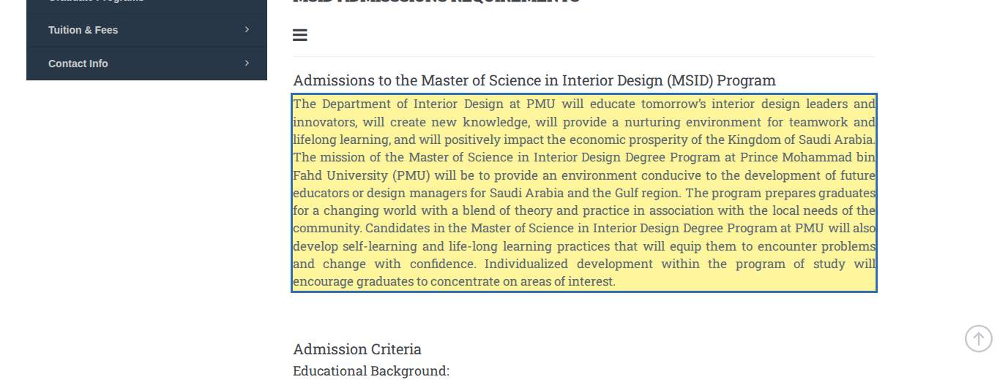 Tuition & Fees
Contact Info
Admissions to the Master of Science in Interior Design (MSID) Program
The Department of Interior Design at PMU will educate tomorrow's interior design leaders and
innovators, will create new knowledge, will provide a nurturing environment for teamwork and
lifelong learning, and will positively impact the economic prosperity of the Kingdom of Saudi Arabia.
The mission of the Master of Science in Interior Design Degree Program at Prince Mohammad bin
Fahd University (PMU) will be to provide an environment conducive to the development of future
educators or design managers for Saudi Arabia and the Gulf region. The program prepares graduates
for a changing world with a blend of theory and practice in association with the local needs of the
community. Candidates in the Master of Science in Interior Design Degree Program at PMU will also
develop self-learning and life-long learning practices that will equip them to encounter problems
and change with confidence. Individualized development within the program of study will
encourage graduates to concentrate on areas of interest.
Admission Criteria
Educational Background: